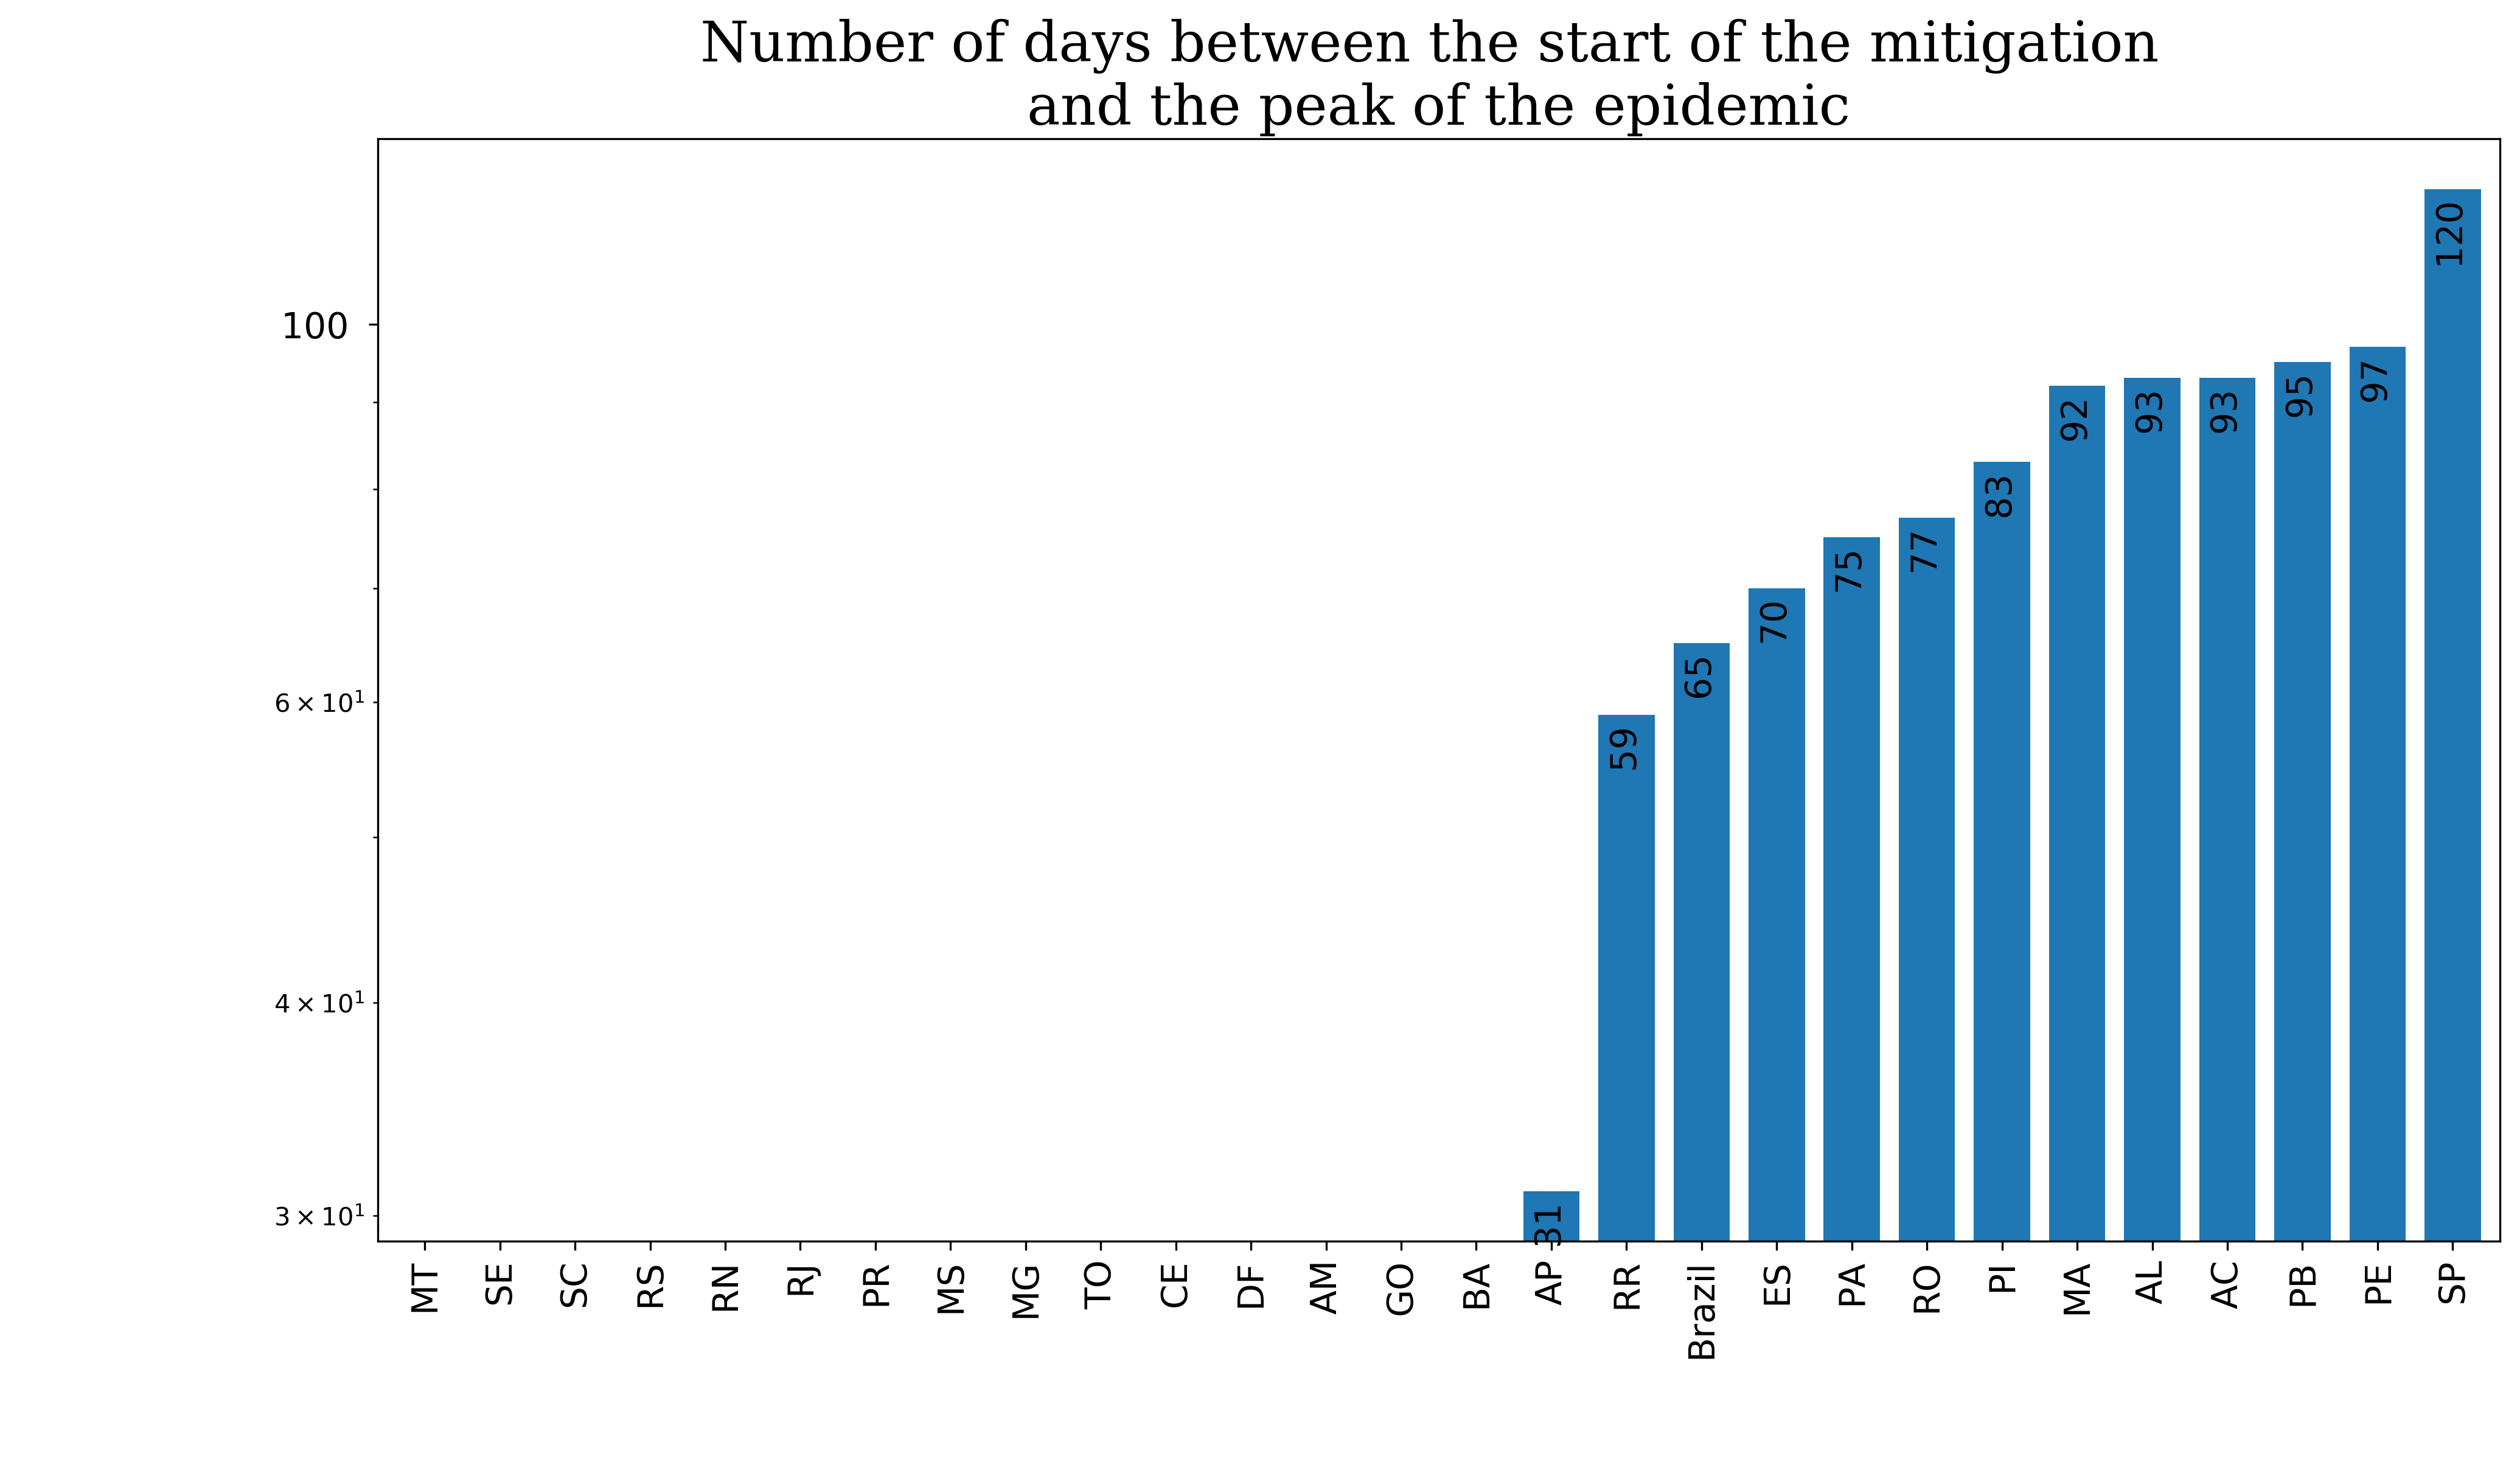 Number of days between the start of the mitigation
and the peak of the epidemic
100
6×10¹
4×10¹
3×10¹
31
59
65
70
75
77
83
92
93
93
95
97
120
MT
SE
SC
RS
RN
RJ
PR
MS
MG
TO
CE
DF
AM
GO
BA
AP
RR
Brazil
ES
PA
RO
PI
MA
AL
AC
PB
PE
SP